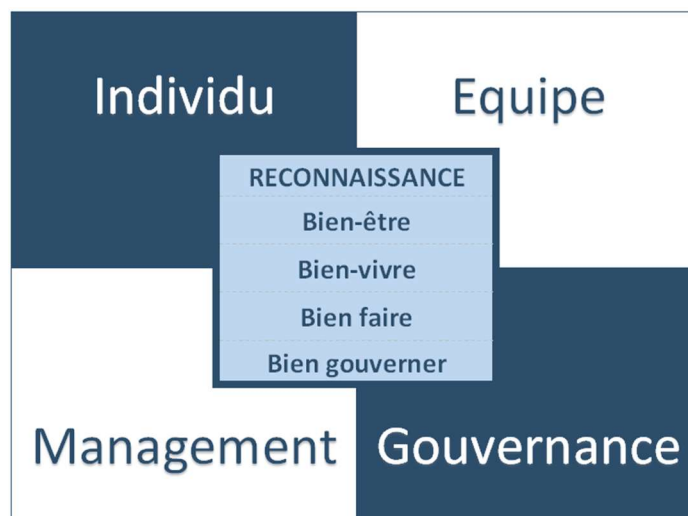 Individu
Equipe
RECONNAISSANCE
Bien-être
Bien-vivre
Bien faire
Bien gouverner
Management
Gouvernance